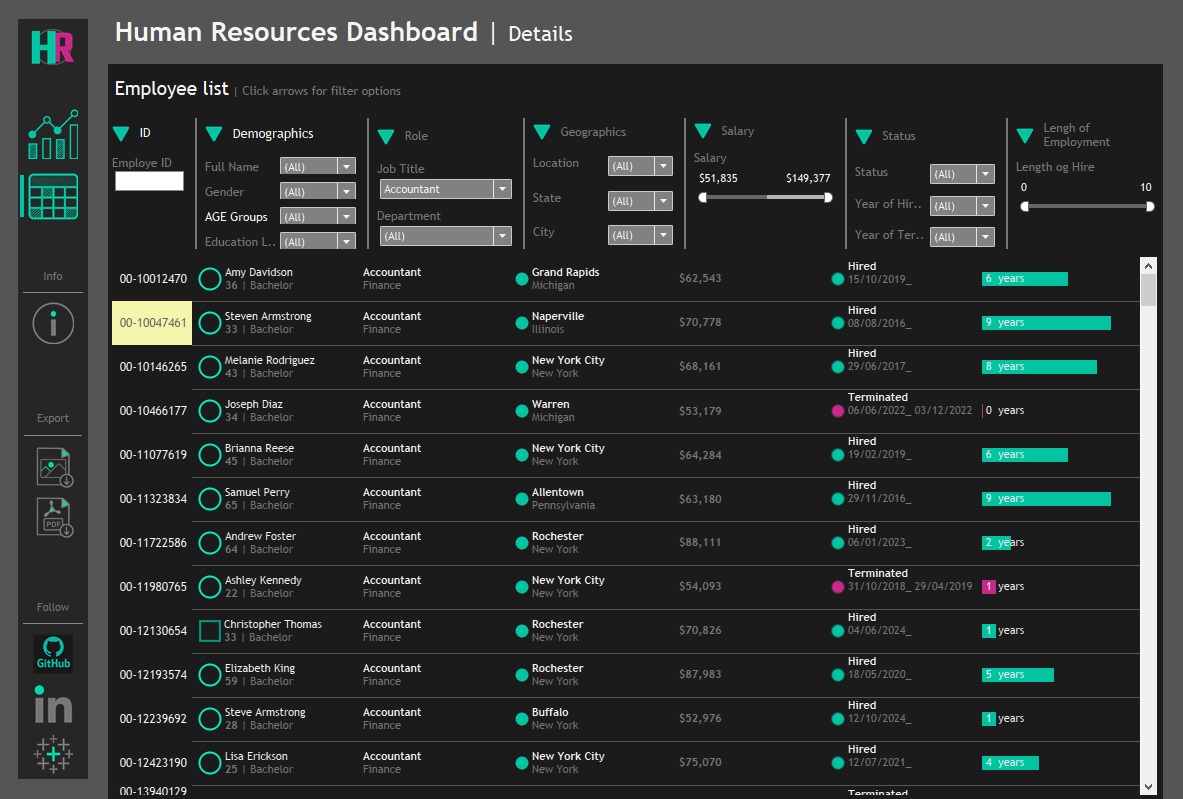 HR
Human Resources Dashboard | Details
Employee list | Click arrows for filter options
ID
Employe ID
Demographics
Full Name (All)
Gender (All)
AGE Groups (All)
Education L.. (All)
Role
Job Title
Accountant
Department
(All)
Geographics
Location (All)
State (All)
City (All)
Salary
Salary
$51,835 $149,377
Status
Status (All)
Year of Hir.. (All)
Year of Ter.. (All)
Lengh of
Employment
Length og Hire
0 10
Info
Export
PDF
Follow
GitHub
in
00-10012470 Amy Davidson Accountant Grand Rapids $62,543 Hired 6 years
36 | Bachelor Finance Michigan 15/10/2019_
00-10047461 Steven Armstrong Accountant Naperville $70,778 Hired 9 years
33 | Bachelor Finance Illinois 08/08/2016_
00-10146265 Melanie Rodriguez Accountant New York City $68,161 Hired 8 years
43 | Bachelor Finance New York 29/06/2017_
00-10466177 Joseph Diaz Accountant Warren $53,179 Terminated 0 years
34 | Bachelor Finance Michigan 06/06/2022_ 03/12/2022
00-11077619 Brianna Reese Accountant New York City $64,284 Hired 6 years
45 | Bachelor Finance New York 19/02/2019_
00-11323834 Samuel Perry Accountant Allentown $63,180 Hired 9 years
65 | Bachelor Finance Pennsylvania 29/11/2016_
00-11722586 Andrew Foster Accountant Rochester $88,111 Hired 2 years
64 | Bachelor Finance New York 06/01/2023_
00-11980765 Ashley Kennedy Accountant New York City $54,093 Terminated 1 years
22 | Bachelor Finance New York 31/10/2018_ 29/04/2019
00-12130654 Christopher Thomas Accountant Rochester $70,826 Hired 1 years
33 | Bachelor Finance New York 04/06/2024_
00-12193574 Elizabeth King Accountant Rochester $87,983 Hired 5 years
59 | Bachelor Finance New York 18/05/2020_
00-12239692 Steve Armstrong Accountant Buffalo $52,976 Hired 1 years
28 | Bachelor Finance New York 12/10/2024_
00-12423190 Lisa Erickson Accountant New York City $75,070 Hired 4 years
25 | Bachelor Finance New York 12/07/2021_
00-13940129 Terminated